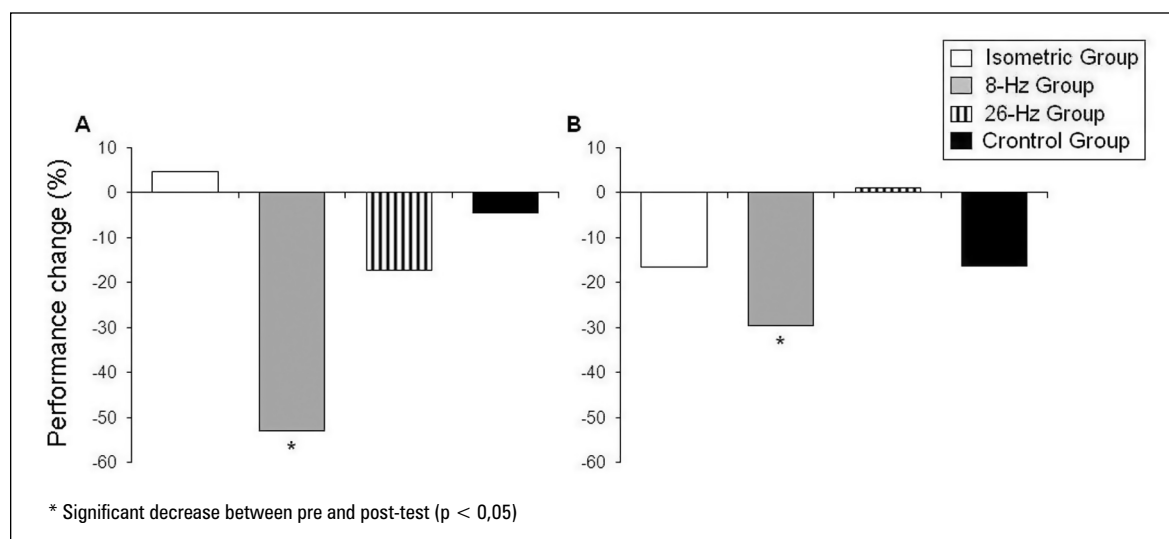 Isometric Group
8-Hz Group
26-Hz Group
Crontrol Group
A
B
Performance change (%)
10
0
-10
-20
-30
-40
-50
-60
*
10
0
-10
-20
-30
-40
-50
-60
*
* Significant decrease between pre and post-test (p < 0,05)